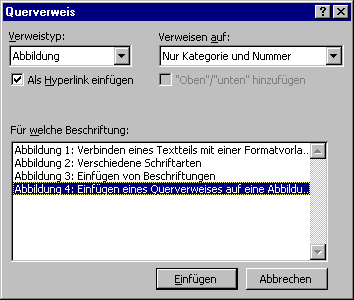 Querverweis
Verweistyp: Verweisen auf:
Abbildung Nur Kategorie und Nummer
Als Hyperlink einfügen "Oben"/"unten" hinzufügen
Für welche Beschriftung:
Abbildung 1: Verbinden eines Textteils mit einer Formatvorla...
Abbildung 2: Verschiedene Schriftarten
Abbildung 3: Einfügen von Beschriftungen
Abbildung 4: Einfügen eines Querverweises auf eine Abbildu...
Einfügen Abbrechen